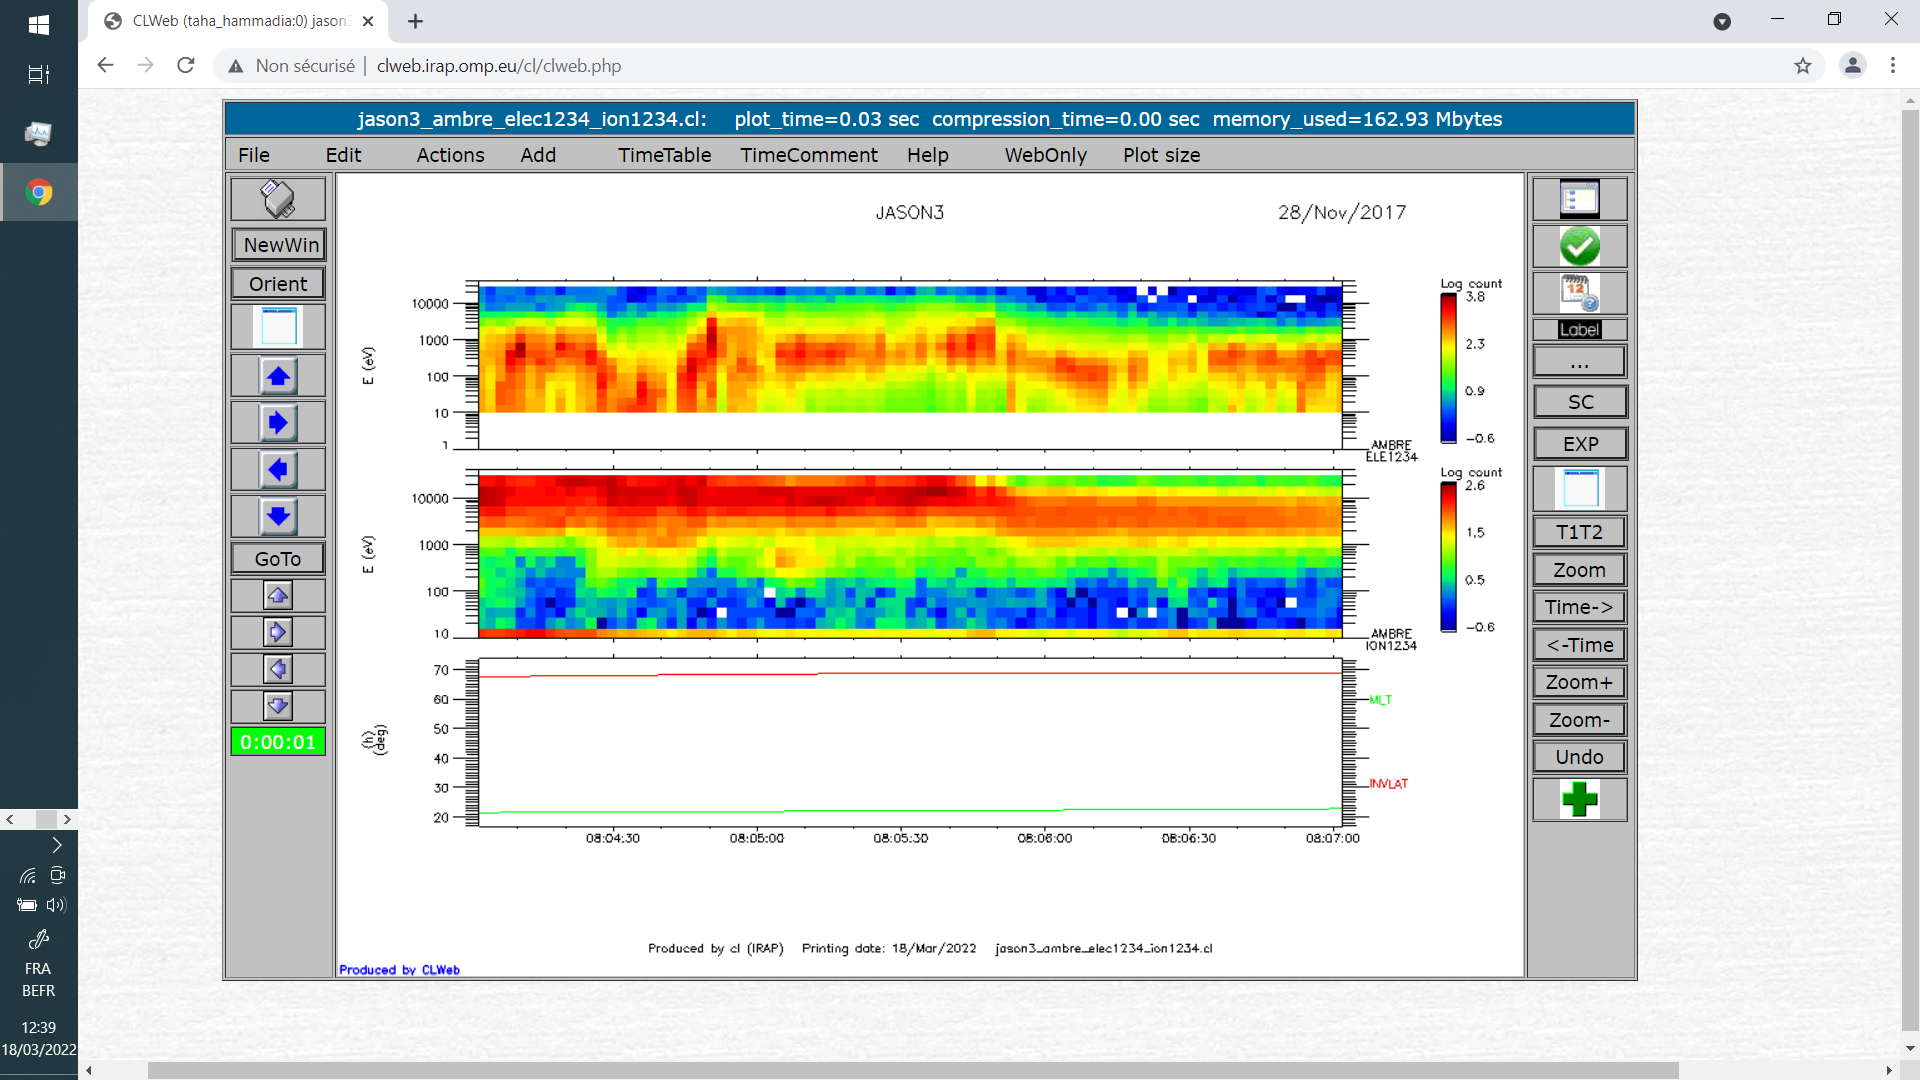 CLWeb (taha_hammadia:0) jason3
Non sécurisé | clweb.irap.omp.eu/cl/clweb.php
jason3_ambre_elec1234_ion1234.cl: plot_time=0.03 sec compression_time=0.00 sec memory_used=162.93 Mbytes
File Edit Actions Add TimeTable TimeComment Help WebOnly Plot size
NewWin
Orient
GoTo
0:00:01
JASON3 28/Nov/2017
Log count
3.8
2.3
0.9
-0.6
10000
1000
100
10
1
E (eV)
AMBRE
ELE1234
Log count
2.6
1.5
0.5
-0.6
10000
1000
100
10
E (eV)
AMBRE
ION1234
70
60
50
40
30
20
(h)
(deg)
MLT
INVLAT
08:04:30 08:05:00 08:05:30 08:06:00 08:06:30 08:07:00
Produced by cl (IRAP) Printing date: 18/Mar/2022 jason3_ambre_elec1234_ion1234.cl
Produced by CLWeb
12
Label
...
SC
EXP
T1T2
Zoom
Time->
<-Time
Zoom+
Zoom-
Undo
FRA
BEFR
12:39
18/03/2022